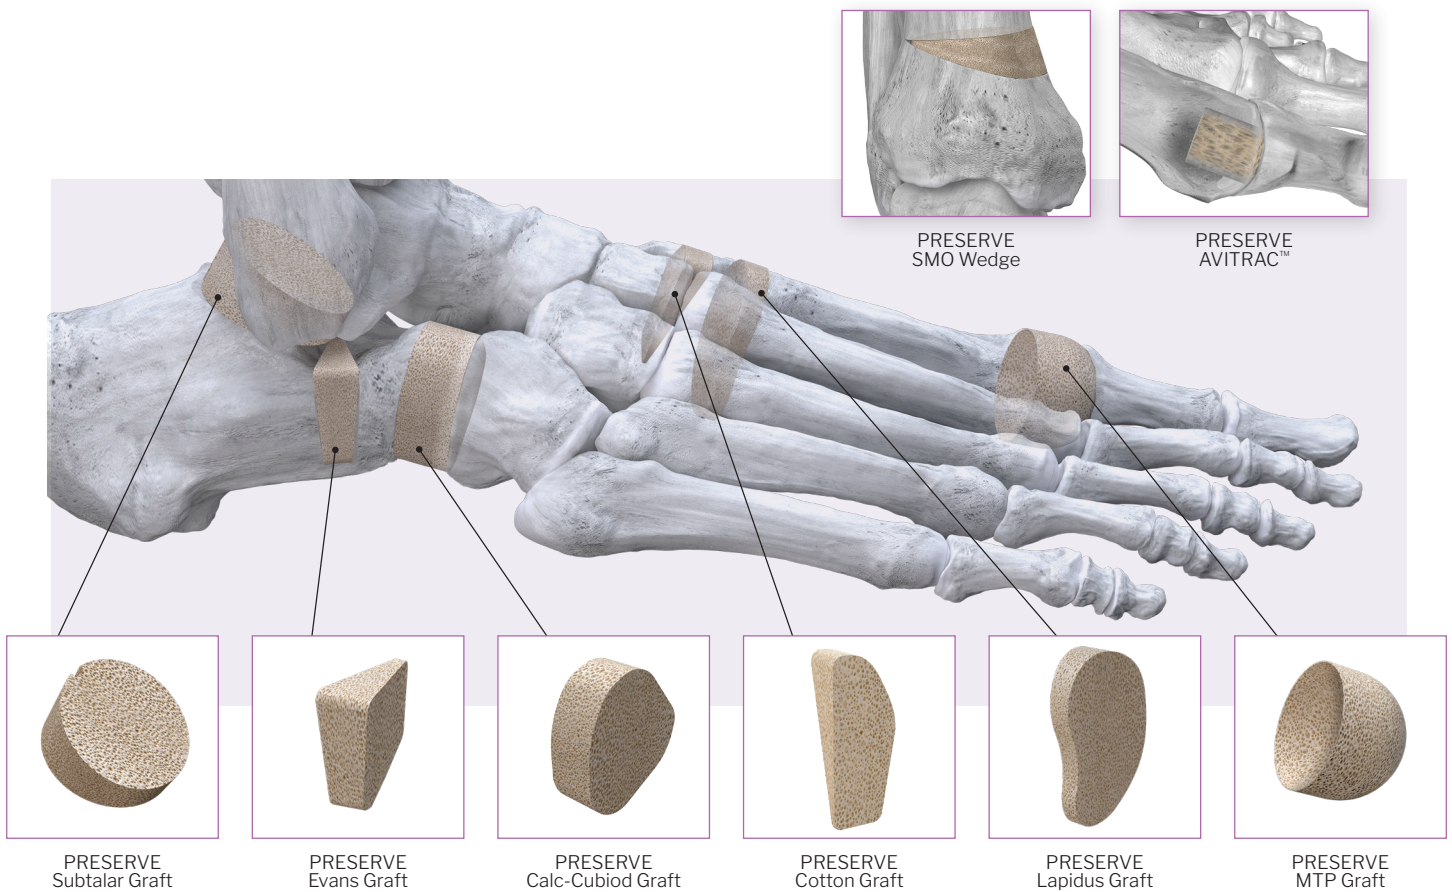 PRESERVE
SMO Wedge
PRESERVE
AVITRAC™
PRESERVE
Subtalar Graft
PRESERVE
Evans Graft
PRESERVE
Calc-Cubiod Graft
PRESERVE
Cotton Graft
PRESERVE
Lapidus Graft
PRESERVE
MTP Graft